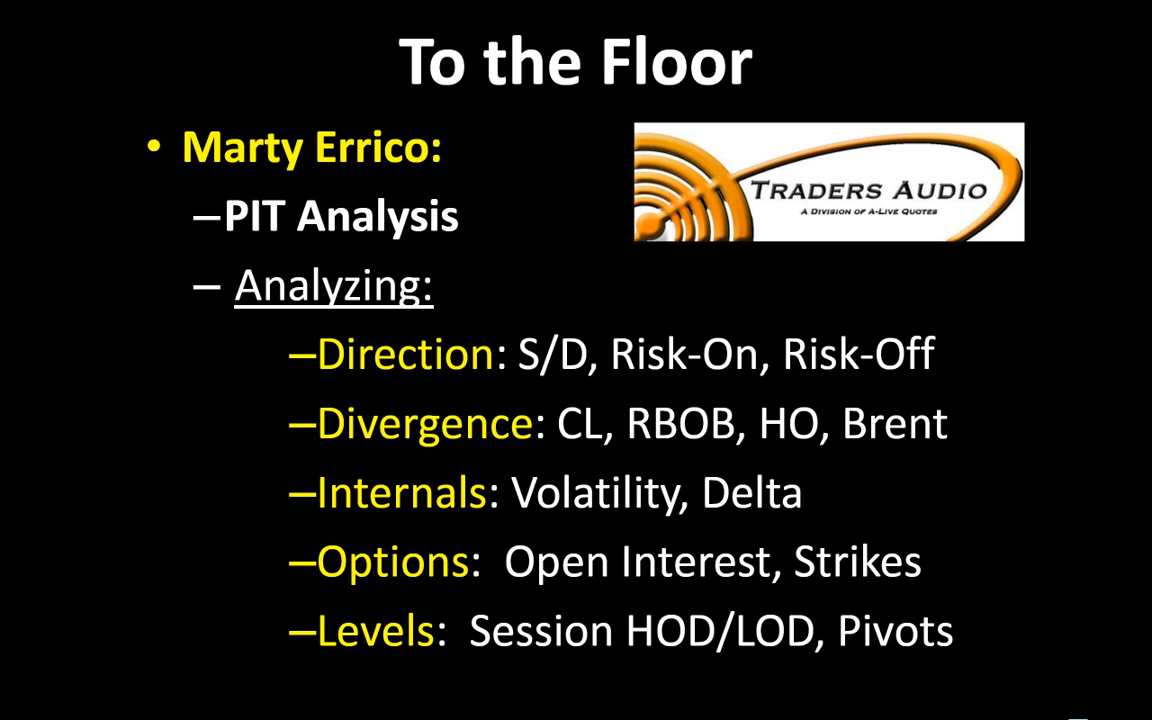 To the Floor
• Marty Errico:
TRADERS AUDIO
A DIVISION OF A-LIVE QUOTES
–PIT Analysis
– Analyzing:
–Direction: S/D, Risk-On, Risk-Off
–Divergence: CL, RBOB, HO, Brent
–Internals: Volatility, Delta
–Options:  Open Interest, Strikes
–Levels:  Session HOD/LOD, Pivots